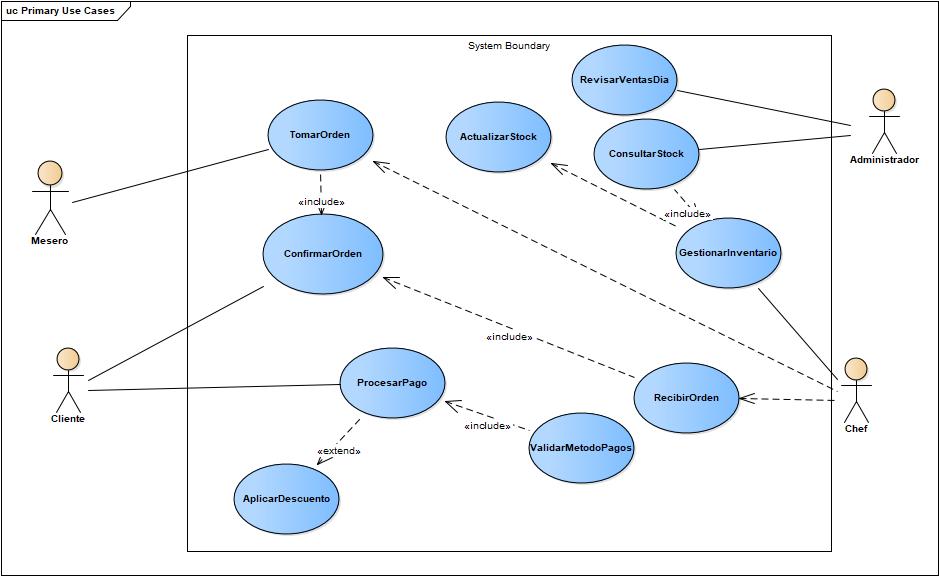 uc Primary Use Cases
System Boundary
RevisarVentasDia
TomarOrden
ActualizarStock
ConsultarStock
Administrador
Mesero
«include»
«include»
ConfirmarOrden
GestionarInventario
«include»
ProcesarPago
RecibirOrden
Cliente
Chef
«include»
ValidarMetodoPagos
«extend»
AplicarDescuento